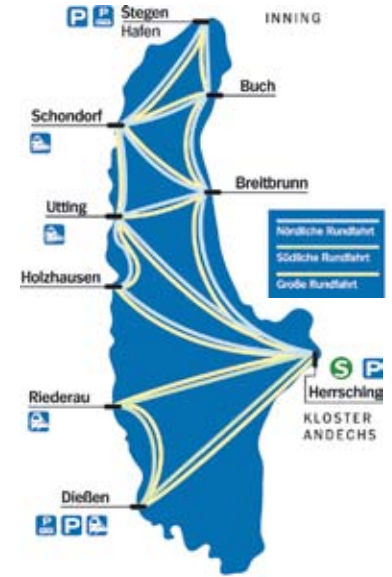 P
Stegen
Hafen
INNING
Buch
Schondorf
Breitbrunn
Utting
Nördliche Rundfahrt
Südliche Rundfahrt
Große Rundfahrt
Holzhausen
S P
Herrsching
KLOSTER
ANDECHS
Riederau
Dießen
P